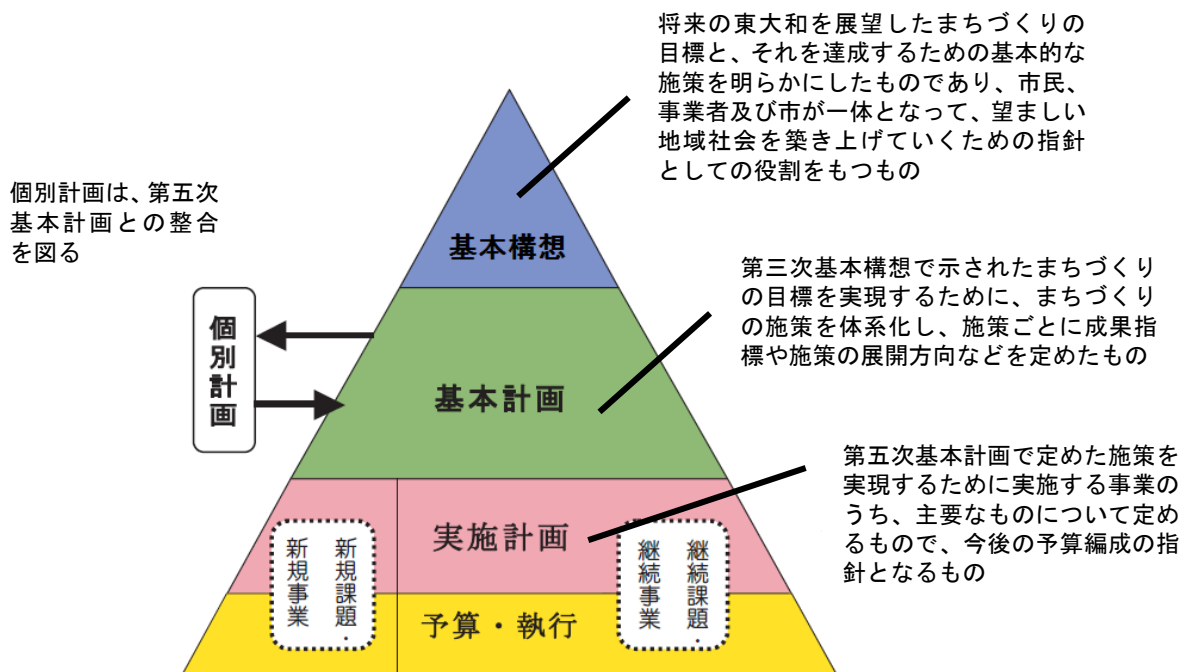 将来の東大和を展望したまちづくりの
目標と、それを達成するための基本的な
施策を明らかにしたものであり、市民、
事業者及び市が一体となって、望ましい
地域社会を築き上げていくための指針
としての役割をもつもの
個別計画は、第五次
基本計画との整合
を図る
基本構想
第三次基本構想で示されたまちづくり
の目標を実現するために、まちづくり
の施策を体系化し、施策ごとに成果指
標や施策の展開方向などを定めたもの
個別計画
基本計画
第五次基本計画で定めた施策を
実現するために実施する事業の
うち、主要なものについて定め
るもので、今後の予算編成の指
針となるもの
実施計画
新規課題・
新規事業
継続課題・
継続事業
予算・執行